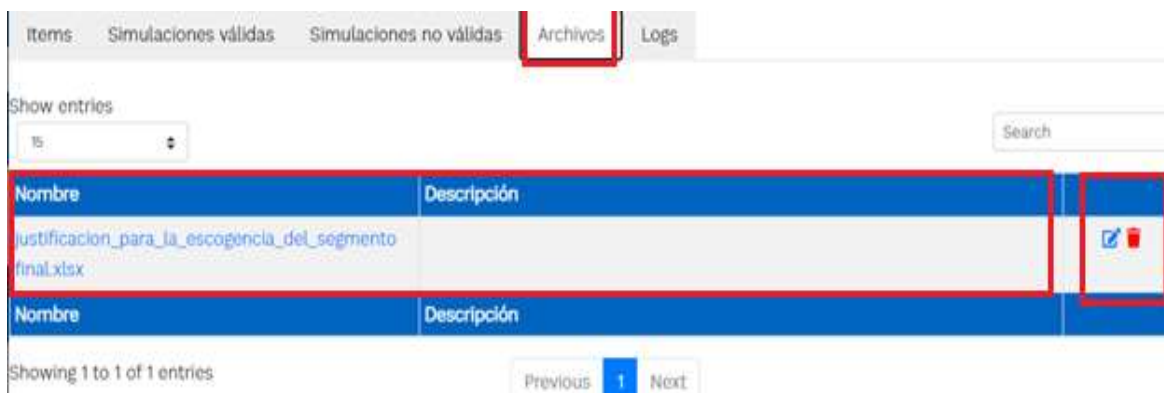 Items Simulaciones válidas Simulaciones no válidas Archivos Logs
Show entries
15
Search
Nombre Descripción
justificacion_para_la_escogencia_del_segmento
final.xlsx
Nombre Descripción
Showing 1 to 1 of 1 entries
Previous 1 Next